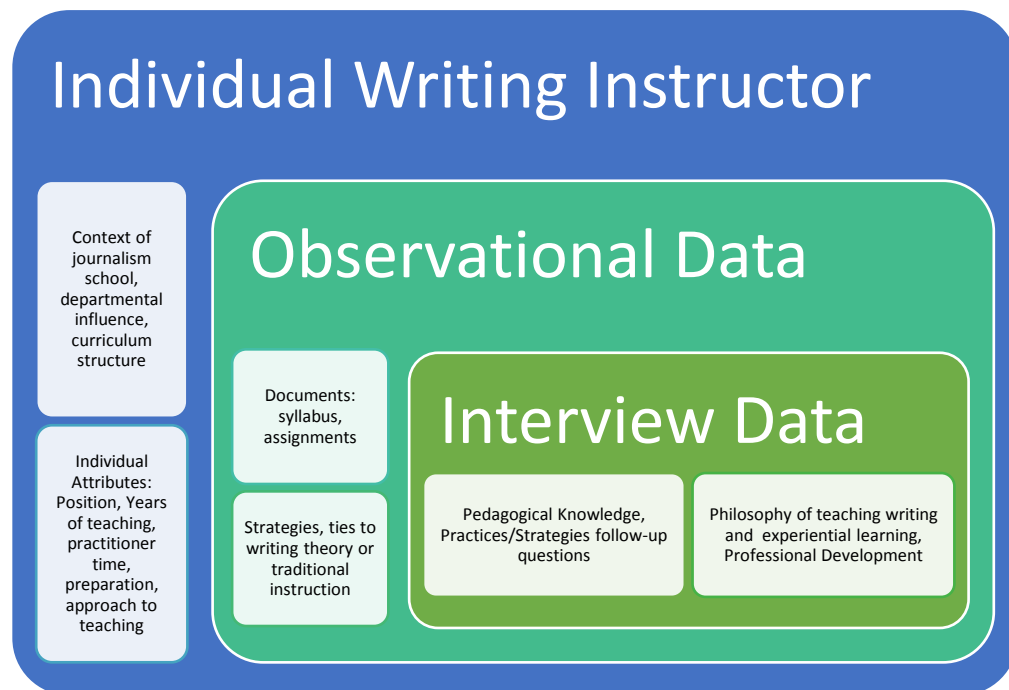 Individual Writing Instructor
Context of
journalism
school,
departmental
influence,
curriculum
structure
Individual
Attributes:
Position, Years
of teaching,
practitioner
time,
preparation,
approach to
teaching
Observational Data
Documents:
syllabus,
assignments
Strategies, ties to
writing theory or
traditional
instruction
Interview Data
Pedagogical Knowledge,
Practices/Strategies follow-up
questions
Philosophy of teaching writing
and experiential learning,
Professional Development